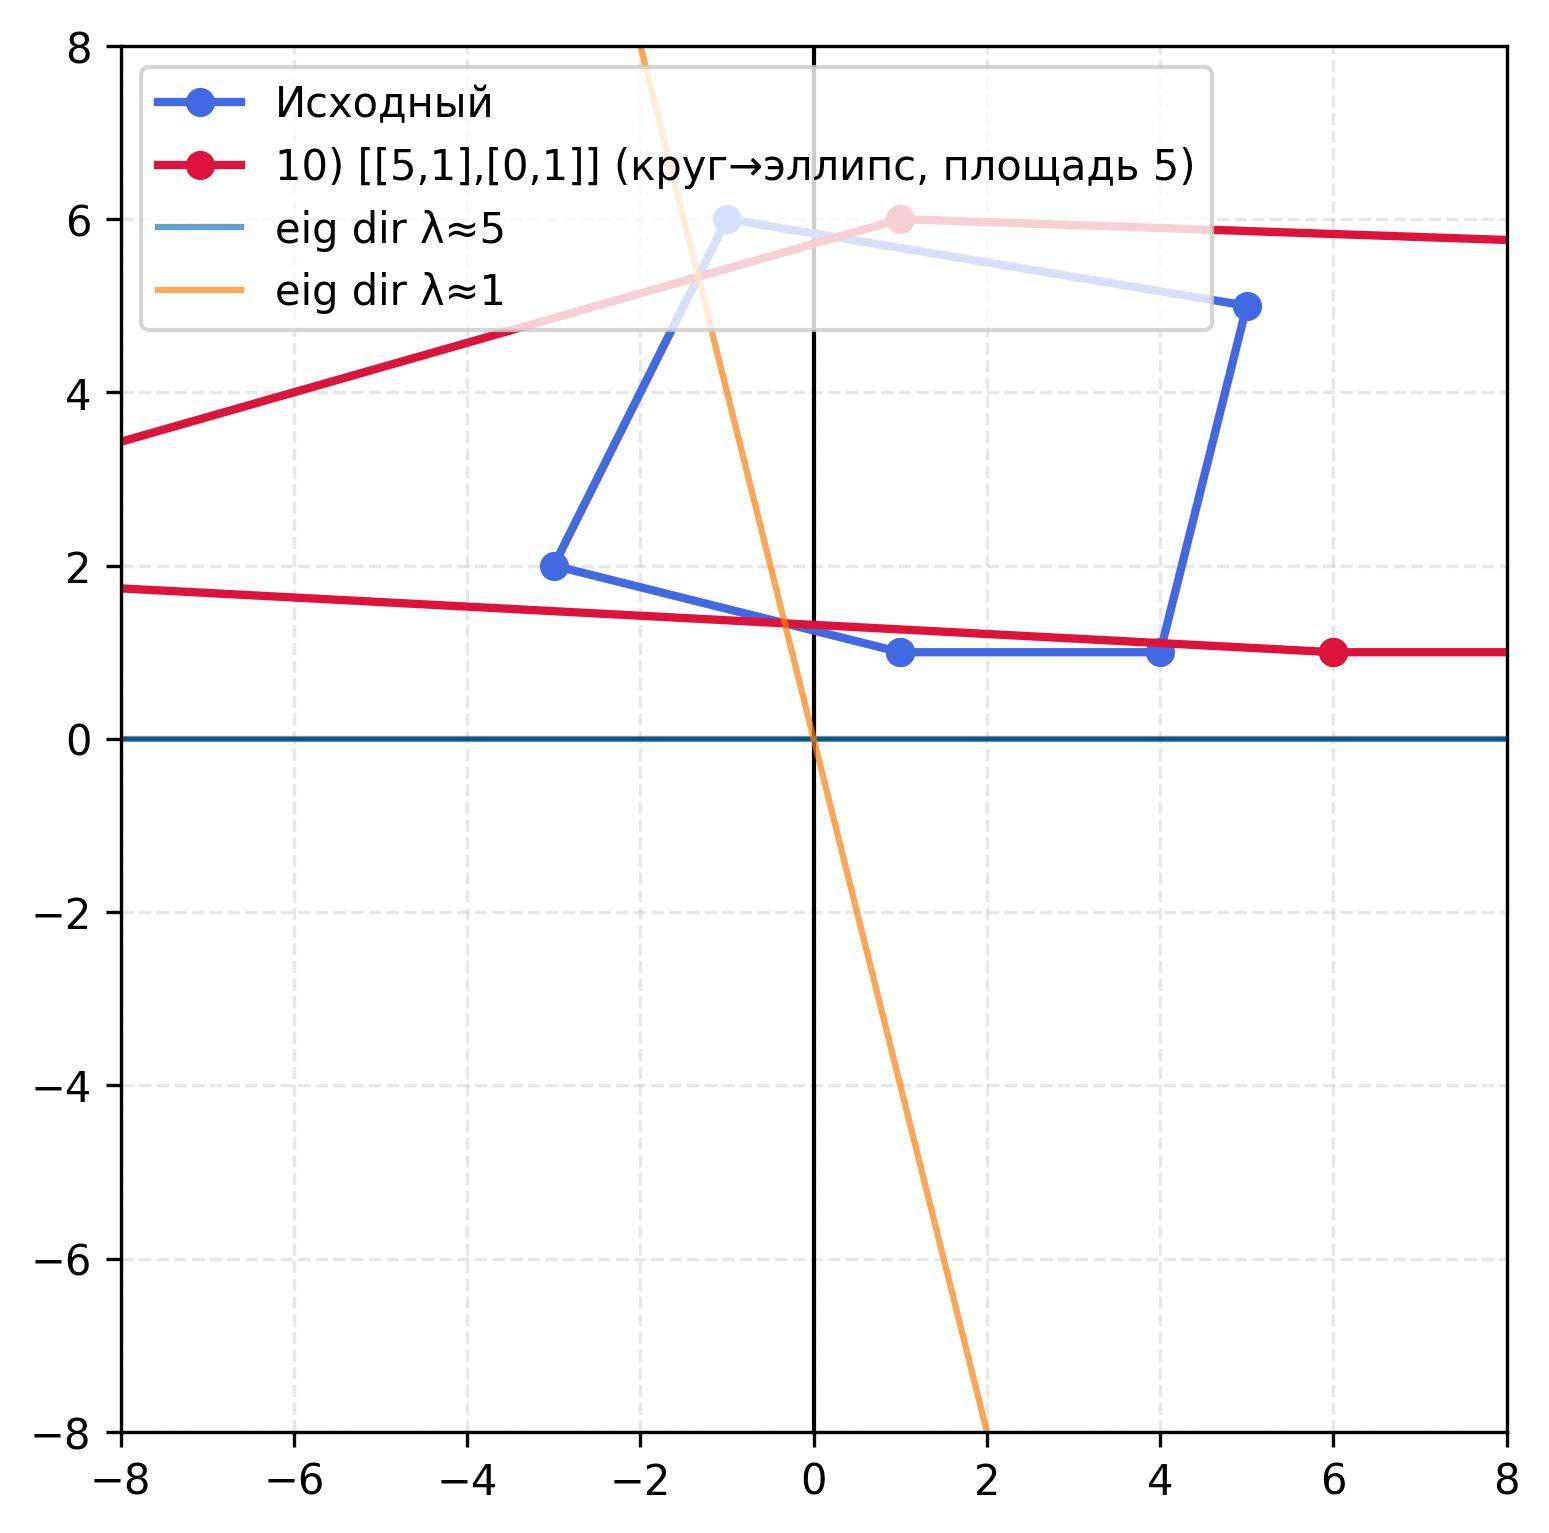 8
6
4
2
0
−2
−4
−6
−8
Исходный
10) [[5,1],[0,1]] (круг→эллипс, площадь 5)
eig dir λ≈5
eig dir λ≈1
−8 −6 −4 −2 0 2 4 6 8